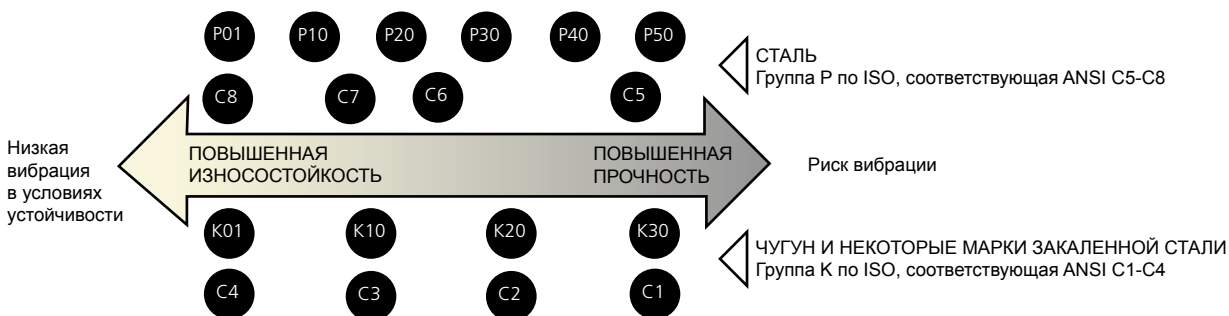 P01 P10 P20 P30 P40 P50
СТАЛЬ
Группа P по ISO, соответствующая ANSI C5-C8
C8 C7 C6 C5
Низкая
вибрация
в условиях
устойчивости
ПОВЫШЕННАЯ
ИЗНОСОСТОЙКОСТЬ
ПОВЫШЕННАЯ
ПРОЧНОСТЬ
Риск вибрации
K01 K10 K20 K30
ЧУГУН И НЕКОТОРЫЕ МАРКИ ЗАКАЛЕННОЙ СТАЛИ
Группа K по ISO, соответствующая ANSI C1-C4
C4 C3 C2 C1